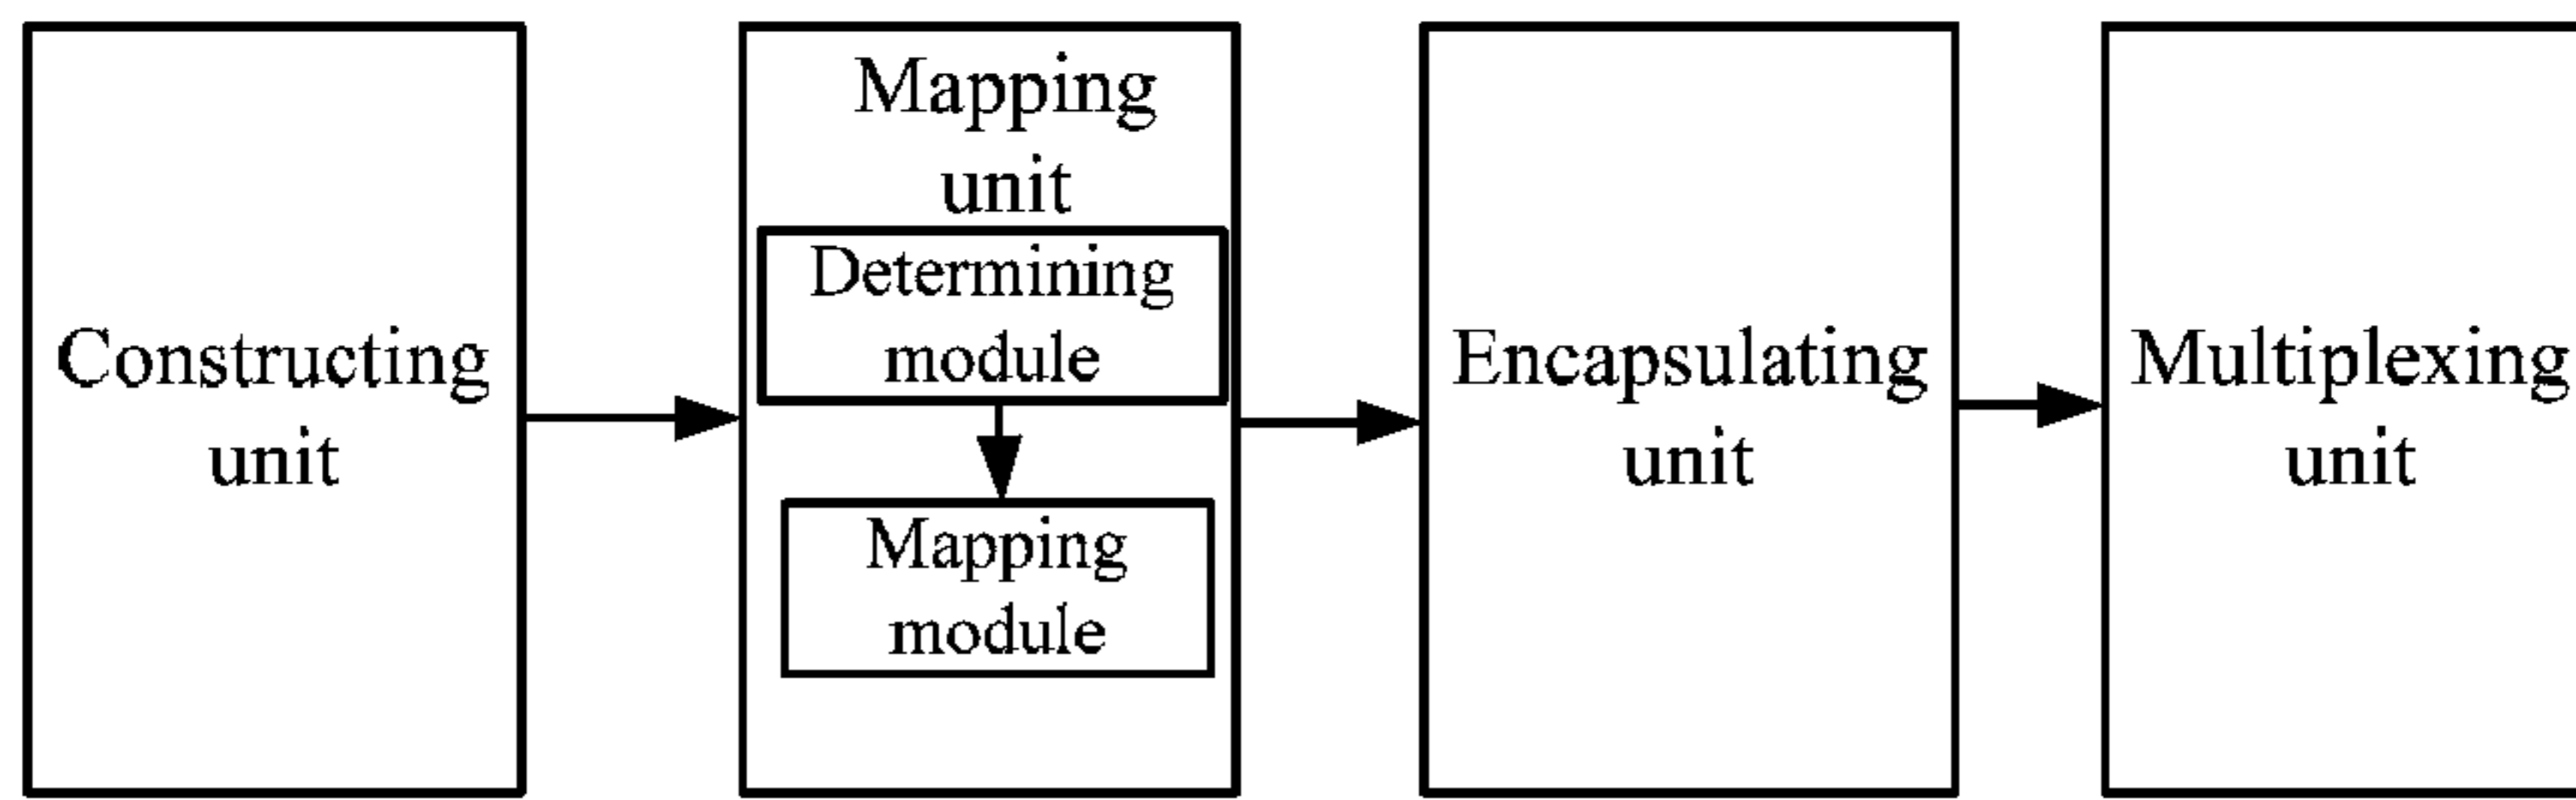 Constructing
unit
Mapping
unit
Determining
module
Mapping
module
Encapsulating
unit
Multiplexing
unit